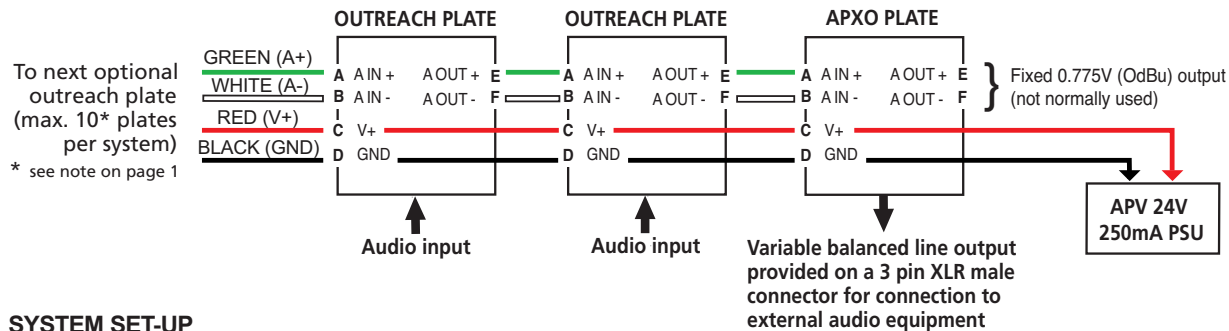 OUTREACH PLATE
OUTREACH PLATE
APXO PLATE
To next optional
outreach plate
(max. 10* plates
per system)
* see note on page 1
GREEN (A+)
WHITE (A-)
RED (V+)
BLACK (GND)
A A IN + A OUT + E
B A IN - A OUT - F
C V+
D GND
Audio input
A A IN + A OUT + E
B A IN - A OUT - F
C V+
D GND
Audio input
A A IN + A OUT + E
B A IN - A OUT - F
C V+
D GND
} Fixed 0.775V (OdBu) output
(not normally used)
Variable balanced line output
provided on a 3 pin XLR male
connector for connection to
external audio equipment
APV 24V
250mA PSU
SYSTEM SET-UP